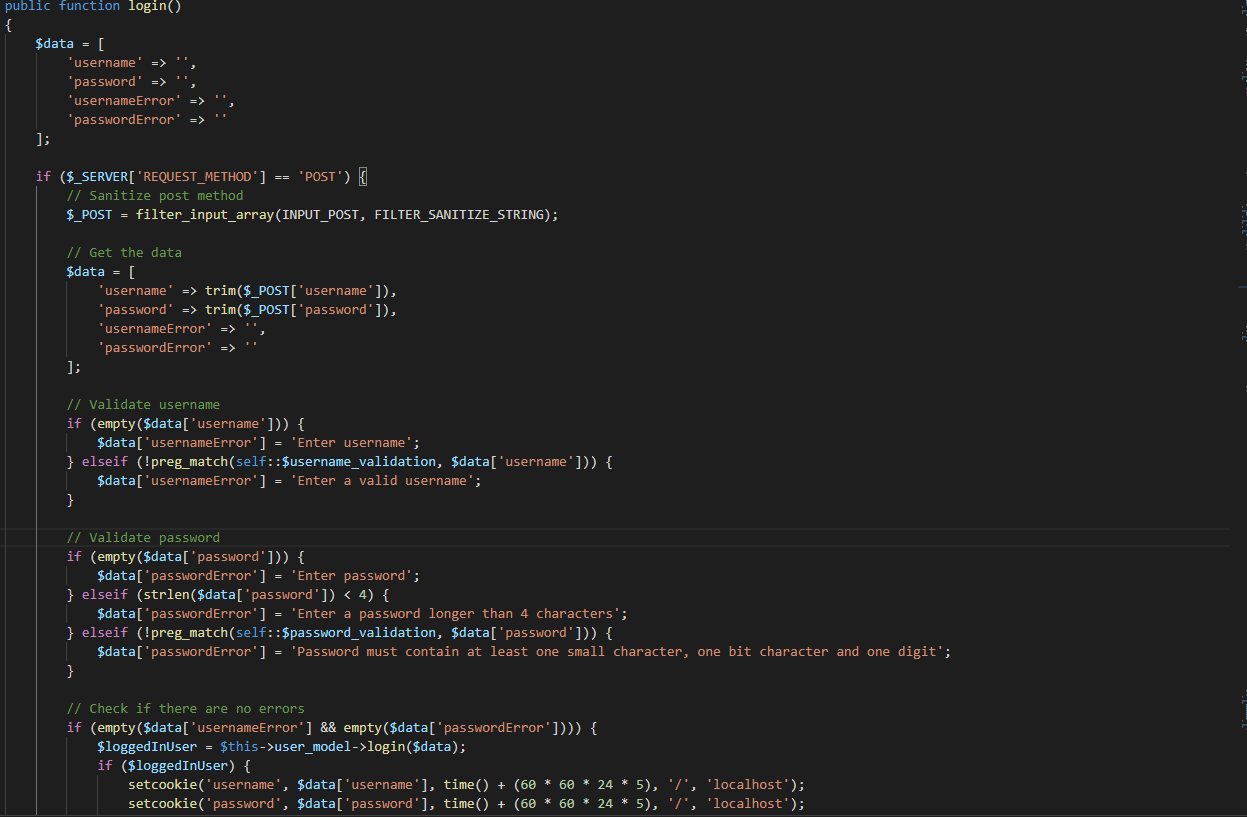 public function login()
{
    $data = [
        'username' => '',
        'password' => '',
        'usernameError' => '',
        'passwordError' => ''
    ];

    if ($_SERVER['REQUEST_METHOD'] == 'POST') {
        // Sanitize post method
        $_POST = filter_input_array(INPUT_POST, FILTER_SANITIZE_STRING);

        // Get the data
        $data = [
            'username' => trim($_POST['username']),
            'password' => trim($_POST['password']),
            'usernameError' => '',
            'passwordError' => ''
        ];

        // Validate username
        if (empty($data['username'])) {
            $data['usernameError'] = 'Enter username';
        } elseif (!preg_match(self::$username_validation, $data['username'])) {
            $data['usernameError'] = 'Enter a valid username';
        }

        // Validate password
        if (empty($data['password'])) {
            $data['passwordError'] = 'Enter password';
        } elseif (strlen($data['password']) < 4) {
            $data['passwordError'] = 'Enter a password longer than 4 characters';
        } elseif (!preg_match(self::$password_validation, $data['password'])) {
            $data['passwordError'] = 'Password must contain at least one small character, one bit character and one digit';
        }

        // Check if there are no errors
        if (empty($data['usernameError'] && empty($data['passwordError']))) {
            $loggedInUser = $this->user_model->login($data);
            if ($loggedInUser) {
                setcookie('username', $data['username'], time() + (60 * 60 * 24 * 5), '/', 'localhost');
                setcookie('password', $data['password'], time() + (60 * 60 * 24 * 5), '/', 'localhost');